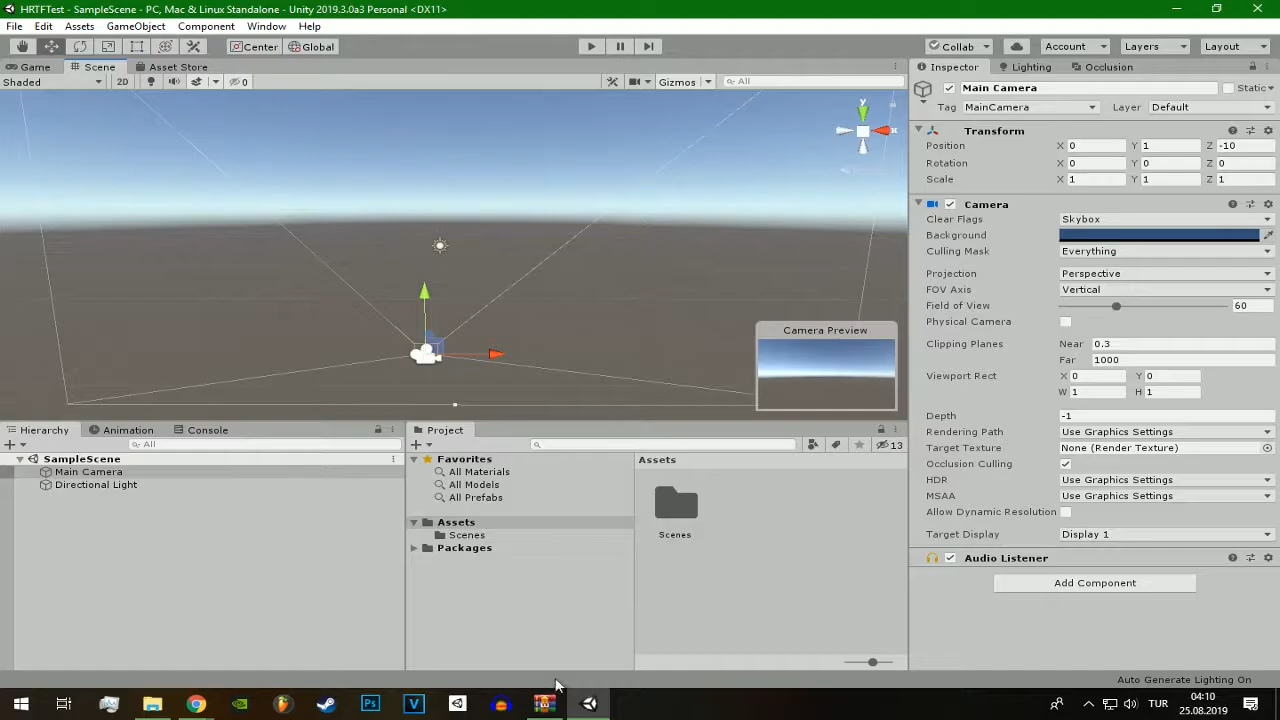 HRTFTest - SampleScene - PC, Mac & Linux Standalone - Unity 2019.3.0a3 Personal <DX11>
File Edit Assets GameObject Component Window Help
Center Global Collab Account Layers Layout
Game Scene Asset Store
Shaded 2D 0 Gizmos All
y
x
Camera Preview
Inspector Lighting Occlusion
Main Camera Static
Tag MainCamera Layer Default
Transform
Position X 0 Y 1 Z -10
Rotation X 0 Y 0 Z 0
Scale X 1 Y 1 Z 1
Camera
Clear Flags Skybox
Background
Culling Mask Everything
Projection Perspective
FOV Axis Vertical
Field of View 60
Physical Camera
Clipping Planes Near 0.3
Far 1000
Viewport Rect X 0 Y 0
W 1 H 1
Depth -1
Rendering Path Use Graphics Settings
Target Texture None (Render Texture)
Occlusion Culling
HDR Use Graphics Settings
MSAA Use Graphics Settings
Allow Dynamic Resolution
Target Display Display 1
Audio Listener
Add Component
Hierarchy Animation Console
All
SampleScene
Main Camera
Directional Light
Project
13
Favorites
All Materials
All Models
All Prefabs
Assets
Scenes
Packages
Assets
Scenes
Auto Generate Lighting On
Ps V TUR 04:10
25.08.2019